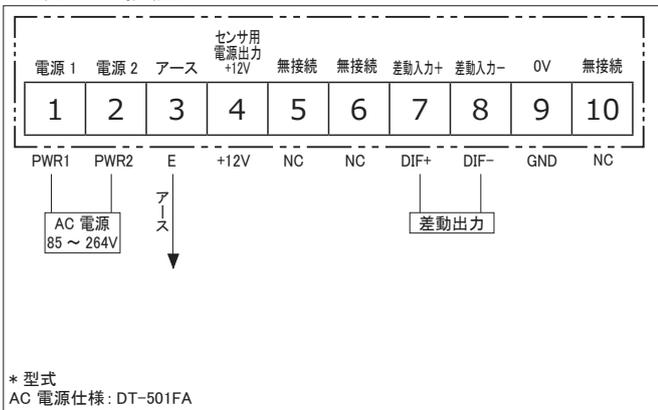 センサ用
電源出力
電源 1 電源 2 アース +12V 無接続 無接続 差動入力+ 差動入力− 0V 無接続
1 2 3 4 5 6 7 8 9 10
PWR1 PWR2 E +12V NC NC DIF+ DIF- GND NC
アース
AC 電源
85 ~ 264V
差動出力
* 型式
AC 電源仕様: DT-501FA